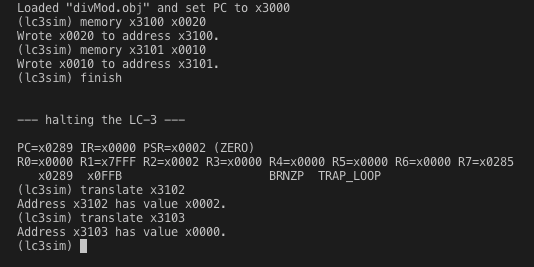 Loaded "divMod.obj" and set PC to x3000
(lc3sim) memory x3100 x0020
Wrote x0020 to address x3100.
(lc3sim) memory x3101 x0010
Wrote x0010 to address x3101.
(lc3sim) finish
--- halting the LC-3 ---
PC=x0289 IR=x0000 PSR=x0002 (ZERO)
R0=x0000 R1=x7FFF R2=x0002 R3=x0000 R4=x0000 R5=x0000 R6=x0000 R7=x0285
x0289 x0FFB BRNZP TRAP_LOOP
(lc3sim) translate x3102
Address x3102 has value x0002.
(lc3sim) translate x3103
Address x3103 has value x0000.
(lc3sim)